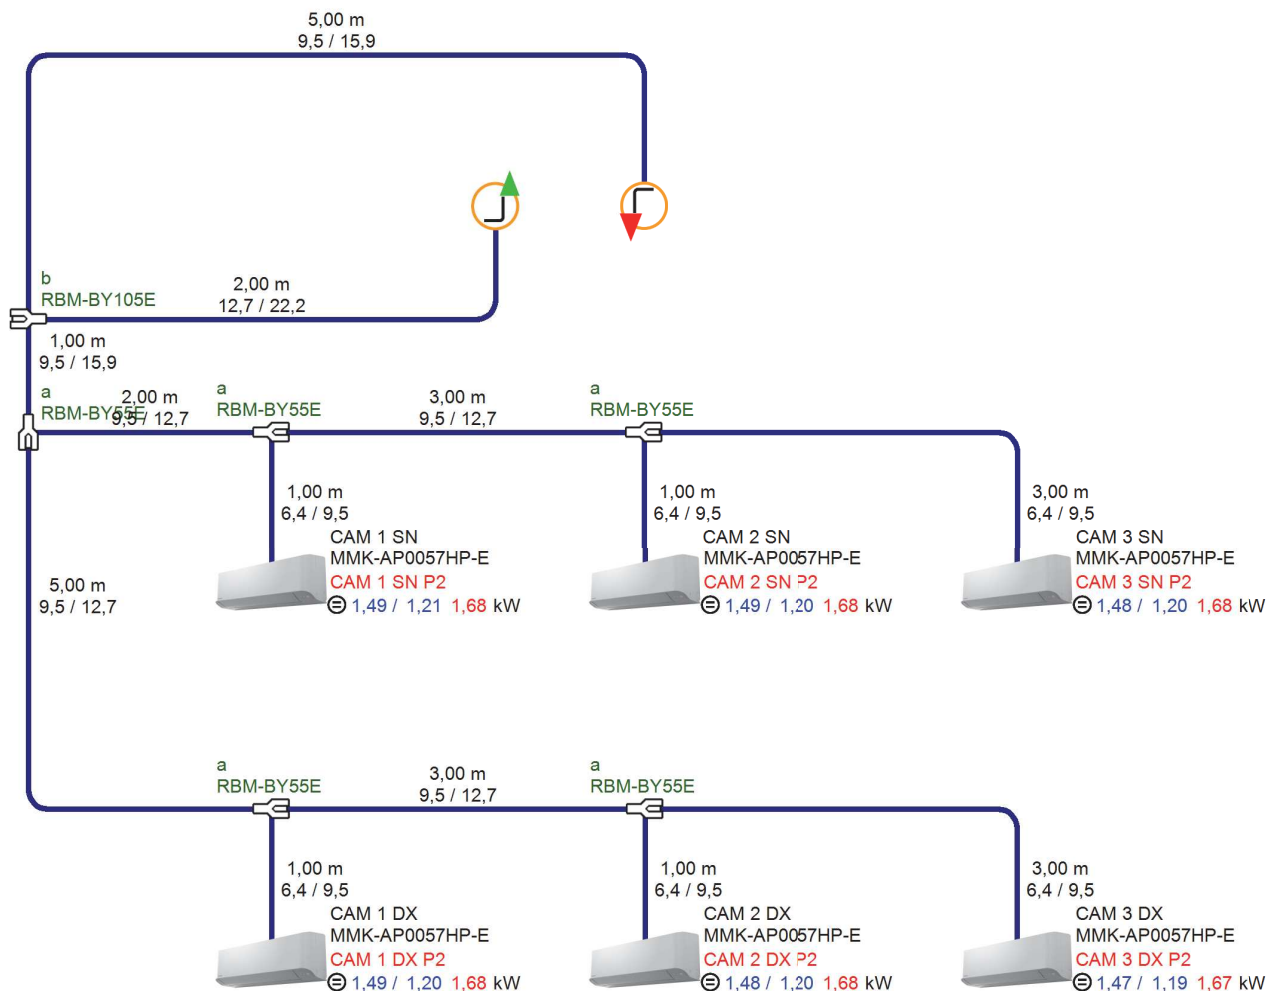 5,00 m
9,5 / 15,9
b
RBM-BY105E
2,00 m
12,7 / 22,2
1,00 m
9,5 / 15,9
a
RBM-BY55E
2,00 m
9,5 / 12,7
a
RBM-BY55E
3,00 m
9,5 / 12,7
a
RBM-BY55E
1,00 m
6,4 / 9,5
CAM 1 SN
MMK-AP0057HP-E
CAM 1 SN P2
1,49 / 1,21 1,68 kW
1,00 m
6,4 / 9,5
CAM 2 SN
MMK-AP0057HP-E
CAM 2 SN P2
1,49 / 1,20 1,68 kW
3,00 m
6,4 / 9,5
CAM 3 SN
MMK-AP0057HP-E
CAM 3 SN P2
1,48 / 1,20 1,68 kW
5,00 m
9,5 / 12,7
a
RBM-BY55E
3,00 m
9,5 / 12,7
a
RBM-BY55E
1,00 m
6,4 / 9,5
CAM 1 DX
MMK-AP0057HP-E
CAM 1 DX P2
1,49 / 1,20 1,68 kW
1,00 m
6,4 / 9,5
CAM 2 DX
MMK-AP0057HP-E
CAM 2 DX P2
1,48 / 1,20 1,68 kW
3,00 m
6,4 / 9,5
CAM 3 DX
MMK-AP0057HP-E
CAM 3 DX P2
1,47 / 1,19 1,67 kW